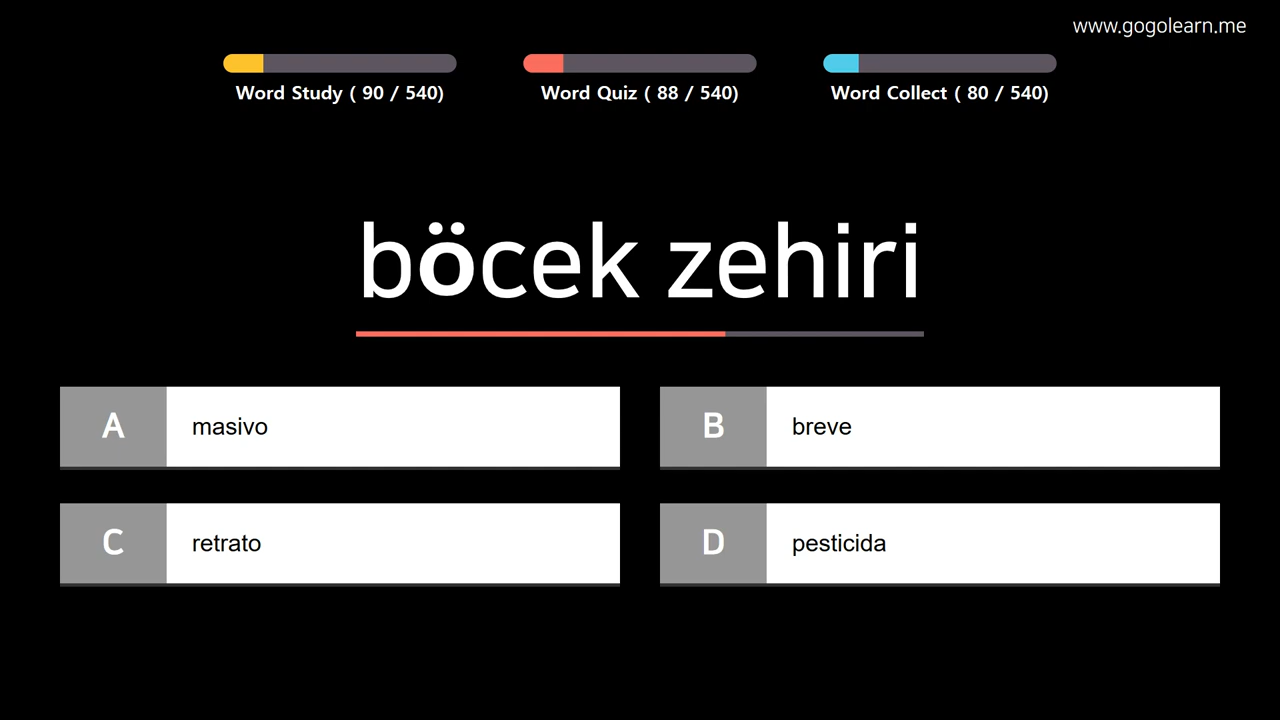 www.gogolearn.me
Word Study ( 90 / 540)
Word Quiz ( 88 / 540)
Word Collect ( 80 / 540)
böcek zehiri
A masivo
B breve
C retrato
D pesticida